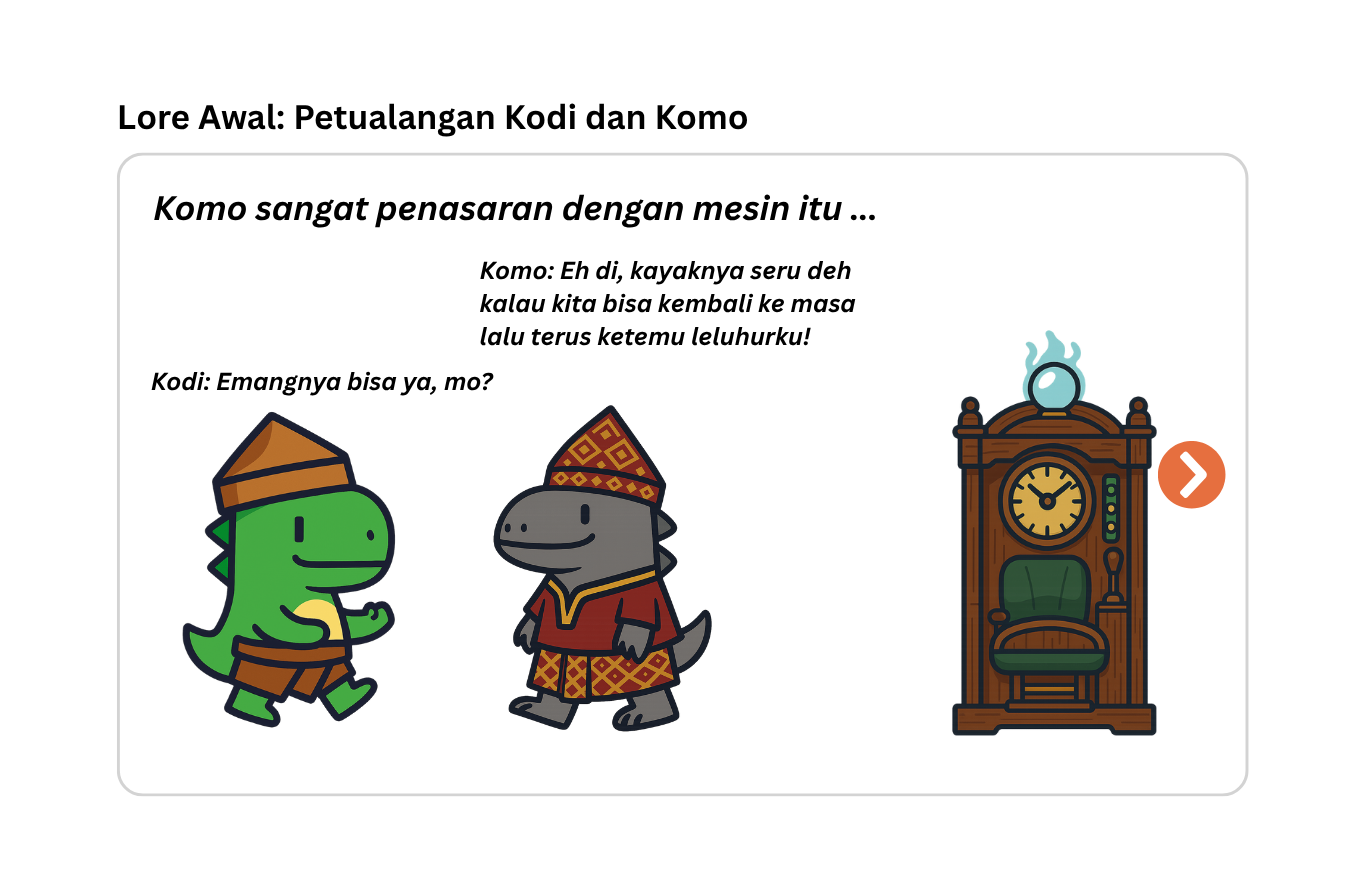 Lore Awal: Petualangan Kodi dan Komo
Komo sangat penasaran dengan mesin itu ...
Komo: Eh di, kayaknya seru deh
kalau kita bisa kembali ke masa
lalu terus ketemu leluhurku!
Kodi: Emangnya bisa ya, mo?